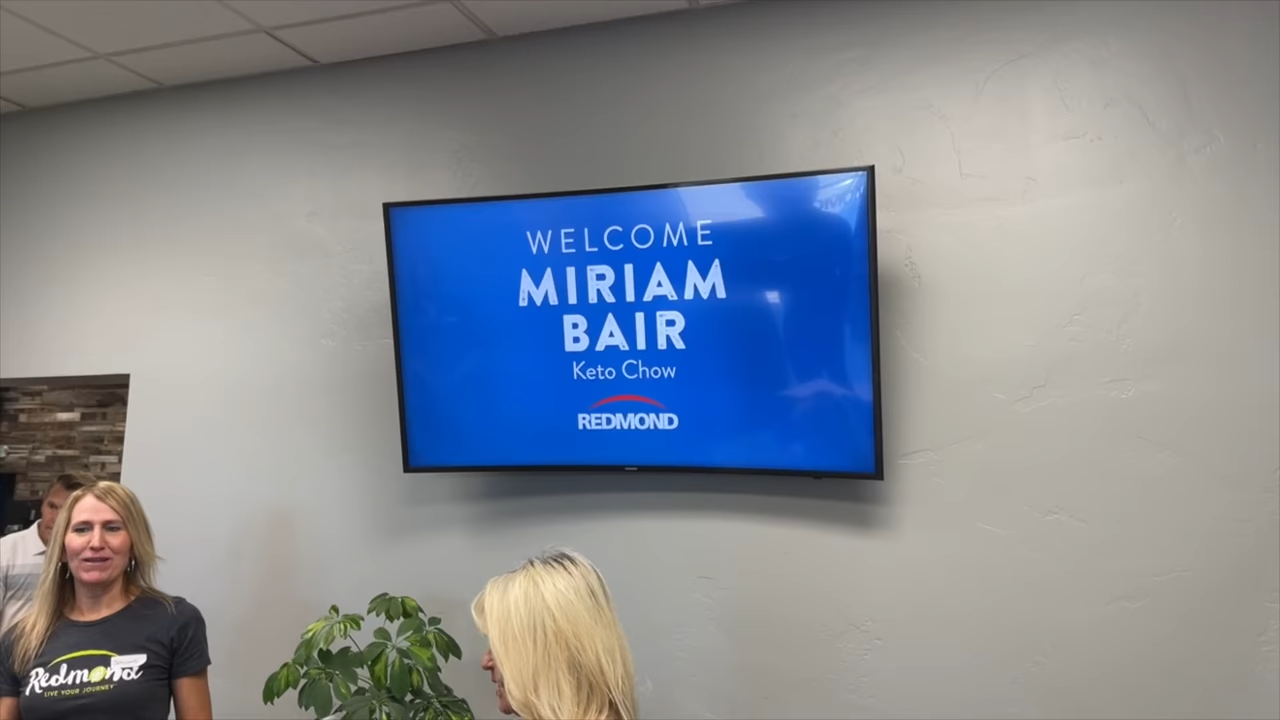 WELCOME
MIRIAM
BAIR
Keto Chow
REDMOND
Redmond
LIVE YOUR JOURNEY